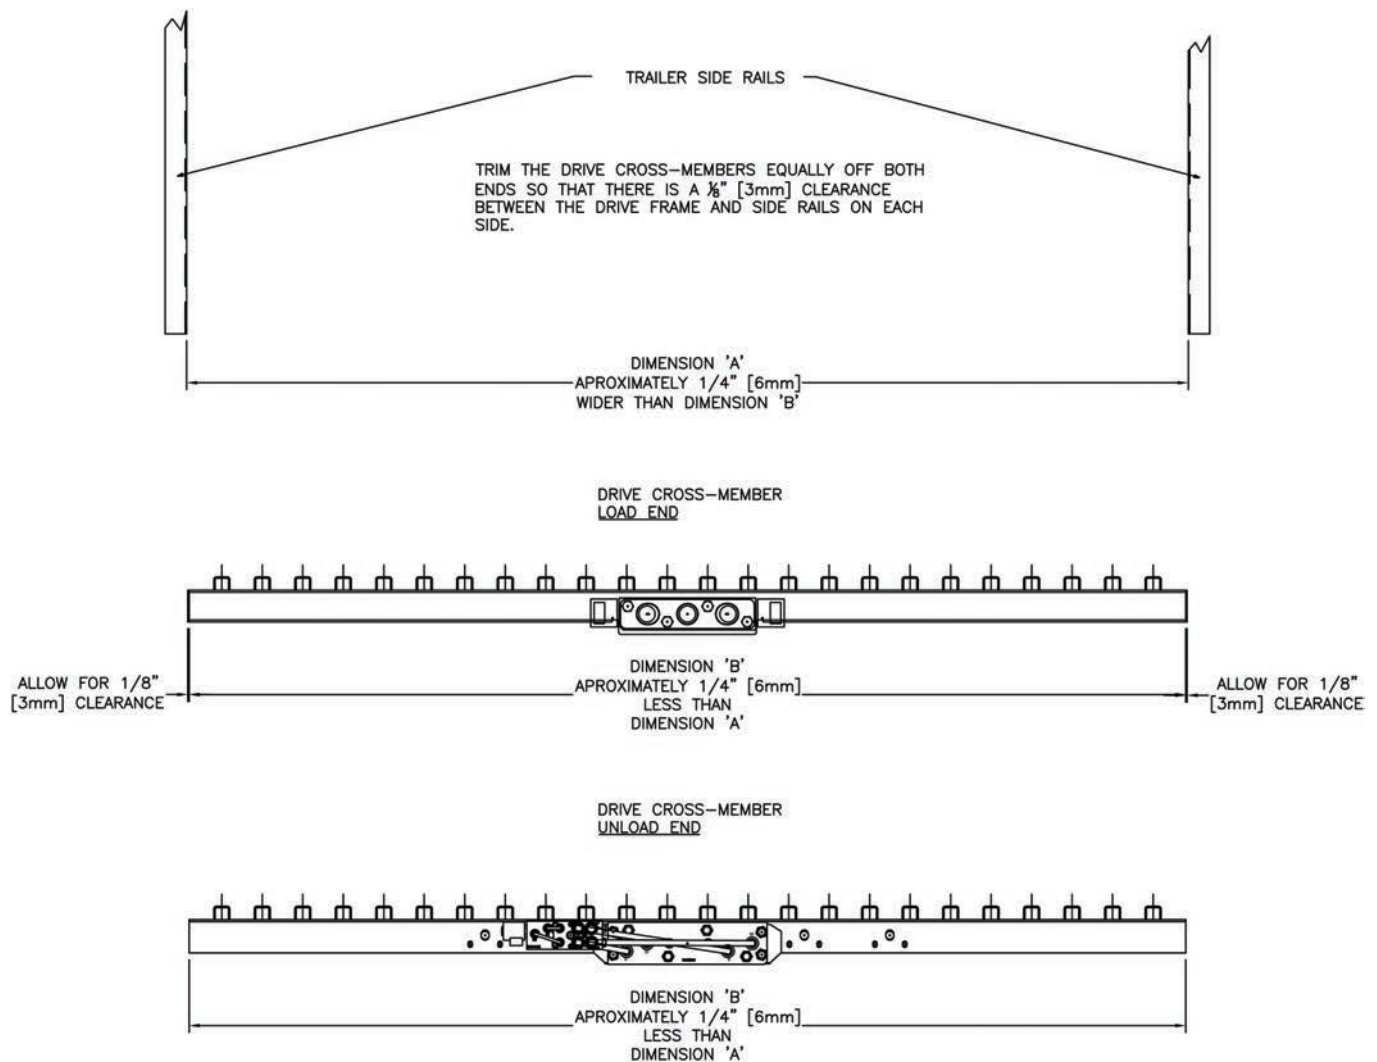 TRAILER SIDE RAILS
TRIM THE DRIVE CROSS-MEMBERS EQUALLY OFF BOTH
ENDS SO THAT THERE IS A ⅛" [3mm] CLEARANCE
BETWEEN THE DRIVE FRAME AND SIDE RAILS ON EACH
SIDE.
DIMENSION 'A'
APROXIMATELY 1/4" [6mm]
WIDER THAN DIMENSION 'B'
DRIVE CROSS-MEMBER
LOAD END
DIMENSION 'B'
APROXIMATELY 1/4" [6mm]
LESS THAN
DIMENSION 'A'
ALLOW FOR 1/8"
[3mm] CLEARANCE
ALLOW FOR 1/8"
[3mm] CLEARANCE
DRIVE CROSS-MEMBER
UNLOAD END
DIMENSION 'B'
APROXIMATELY 1/4" [6mm]
LESS THAN
DIMENSION 'A'